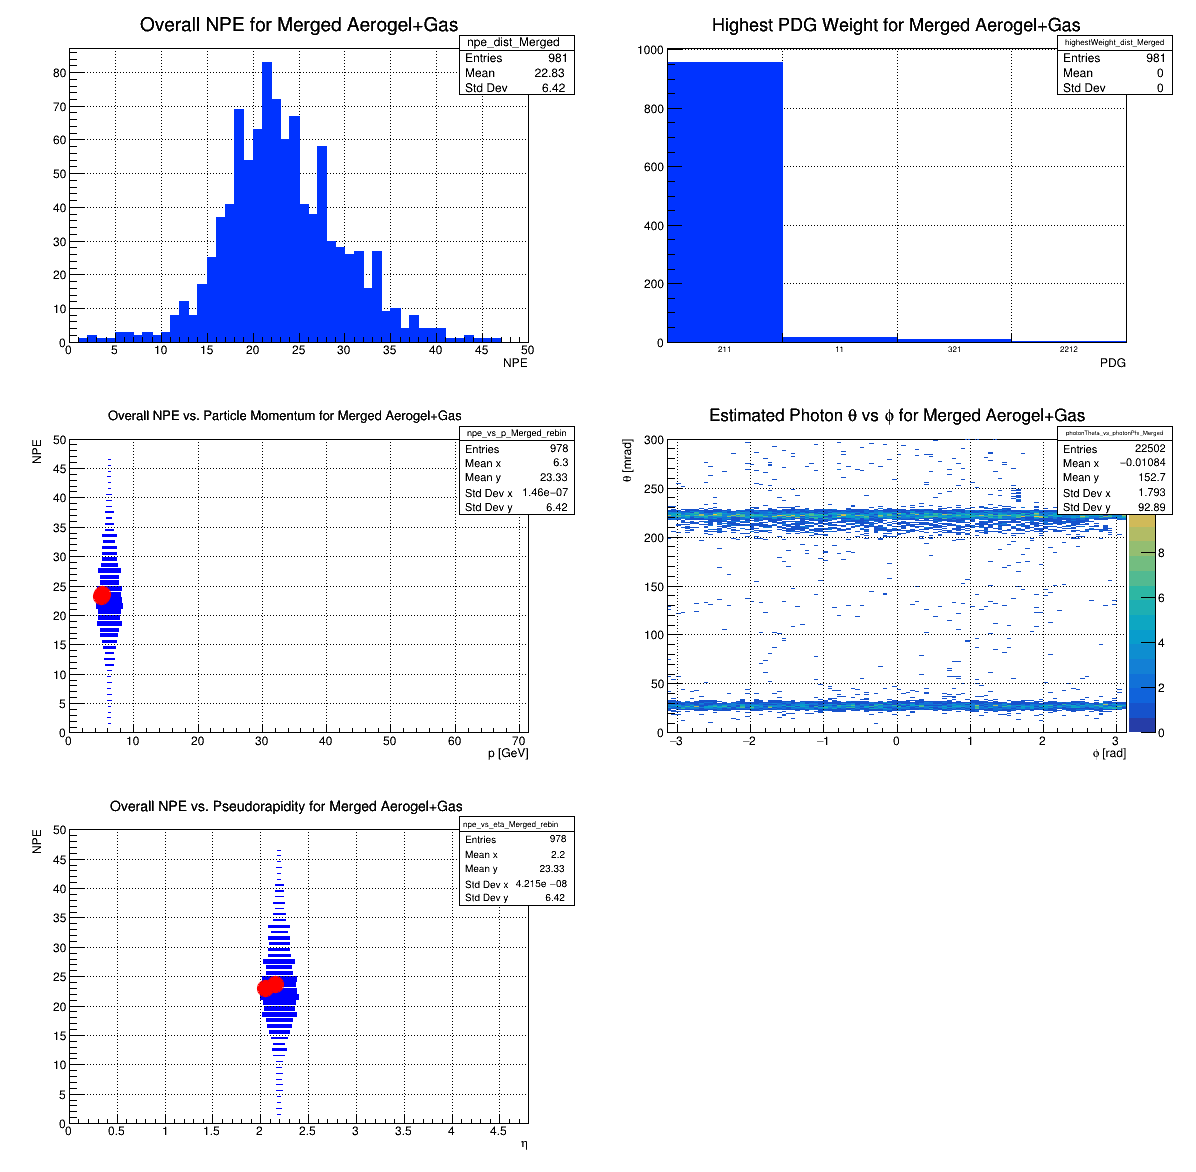 Overall NPE for Merged Aerogel+Gas
npe_dist_Merged
Entries 981
Mean 22.83
Std Dev 6.42
80
70
60
50
40
30
20
10
0
0 5 10 15 20 25 30 35 40 45 50
NPE
Highest PDG Weight for Merged Aerogel+Gas
highestWeight_dist_Merged
Entries 981
Mean 0
Std Dev 0
1000
800
600
400
200
0
211 11 321 2212
PDG
Overall NPE vs. Particle Momentum for Merged Aerogel+Gas
npe_vs_p_Merged_rebin
Entries 978
Mean x 6.3
Mean y 23.33
Std Dev x 1.46e-07
Std Dev y 6.42
NPE
50
45
40
35
30
25
20
15
10
5
0
0 10 20 30 40 50 60 70
p [GeV]
Estimated Photon θ vs ϕ for Merged Aerogel+Gas
photonTheta_vs_photonPhi_Merged
Entries 22502
Mean x −0.01084
Mean y 152.7
Std Dev x 1.793
Std Dev y 92.89
θ [mrad]
300
250
200
150
100
50
0
−3 −2 −1 0 1 2 3
ϕ [rad]
8
6
4
2
0
Overall NPE vs. Pseudorapidity for Merged Aerogel+Gas
npe_vs_eta_Merged_rebin
Entries 978
Mean x 2.2
Mean y 23.33
Std Dev x 4.215e −08
Std Dev y 6.42
NPE
50
45
40
35
30
25
20
15
10
5
0
0 0.5 1 1.5 2 2.5 3 3.5 4 4.5
η